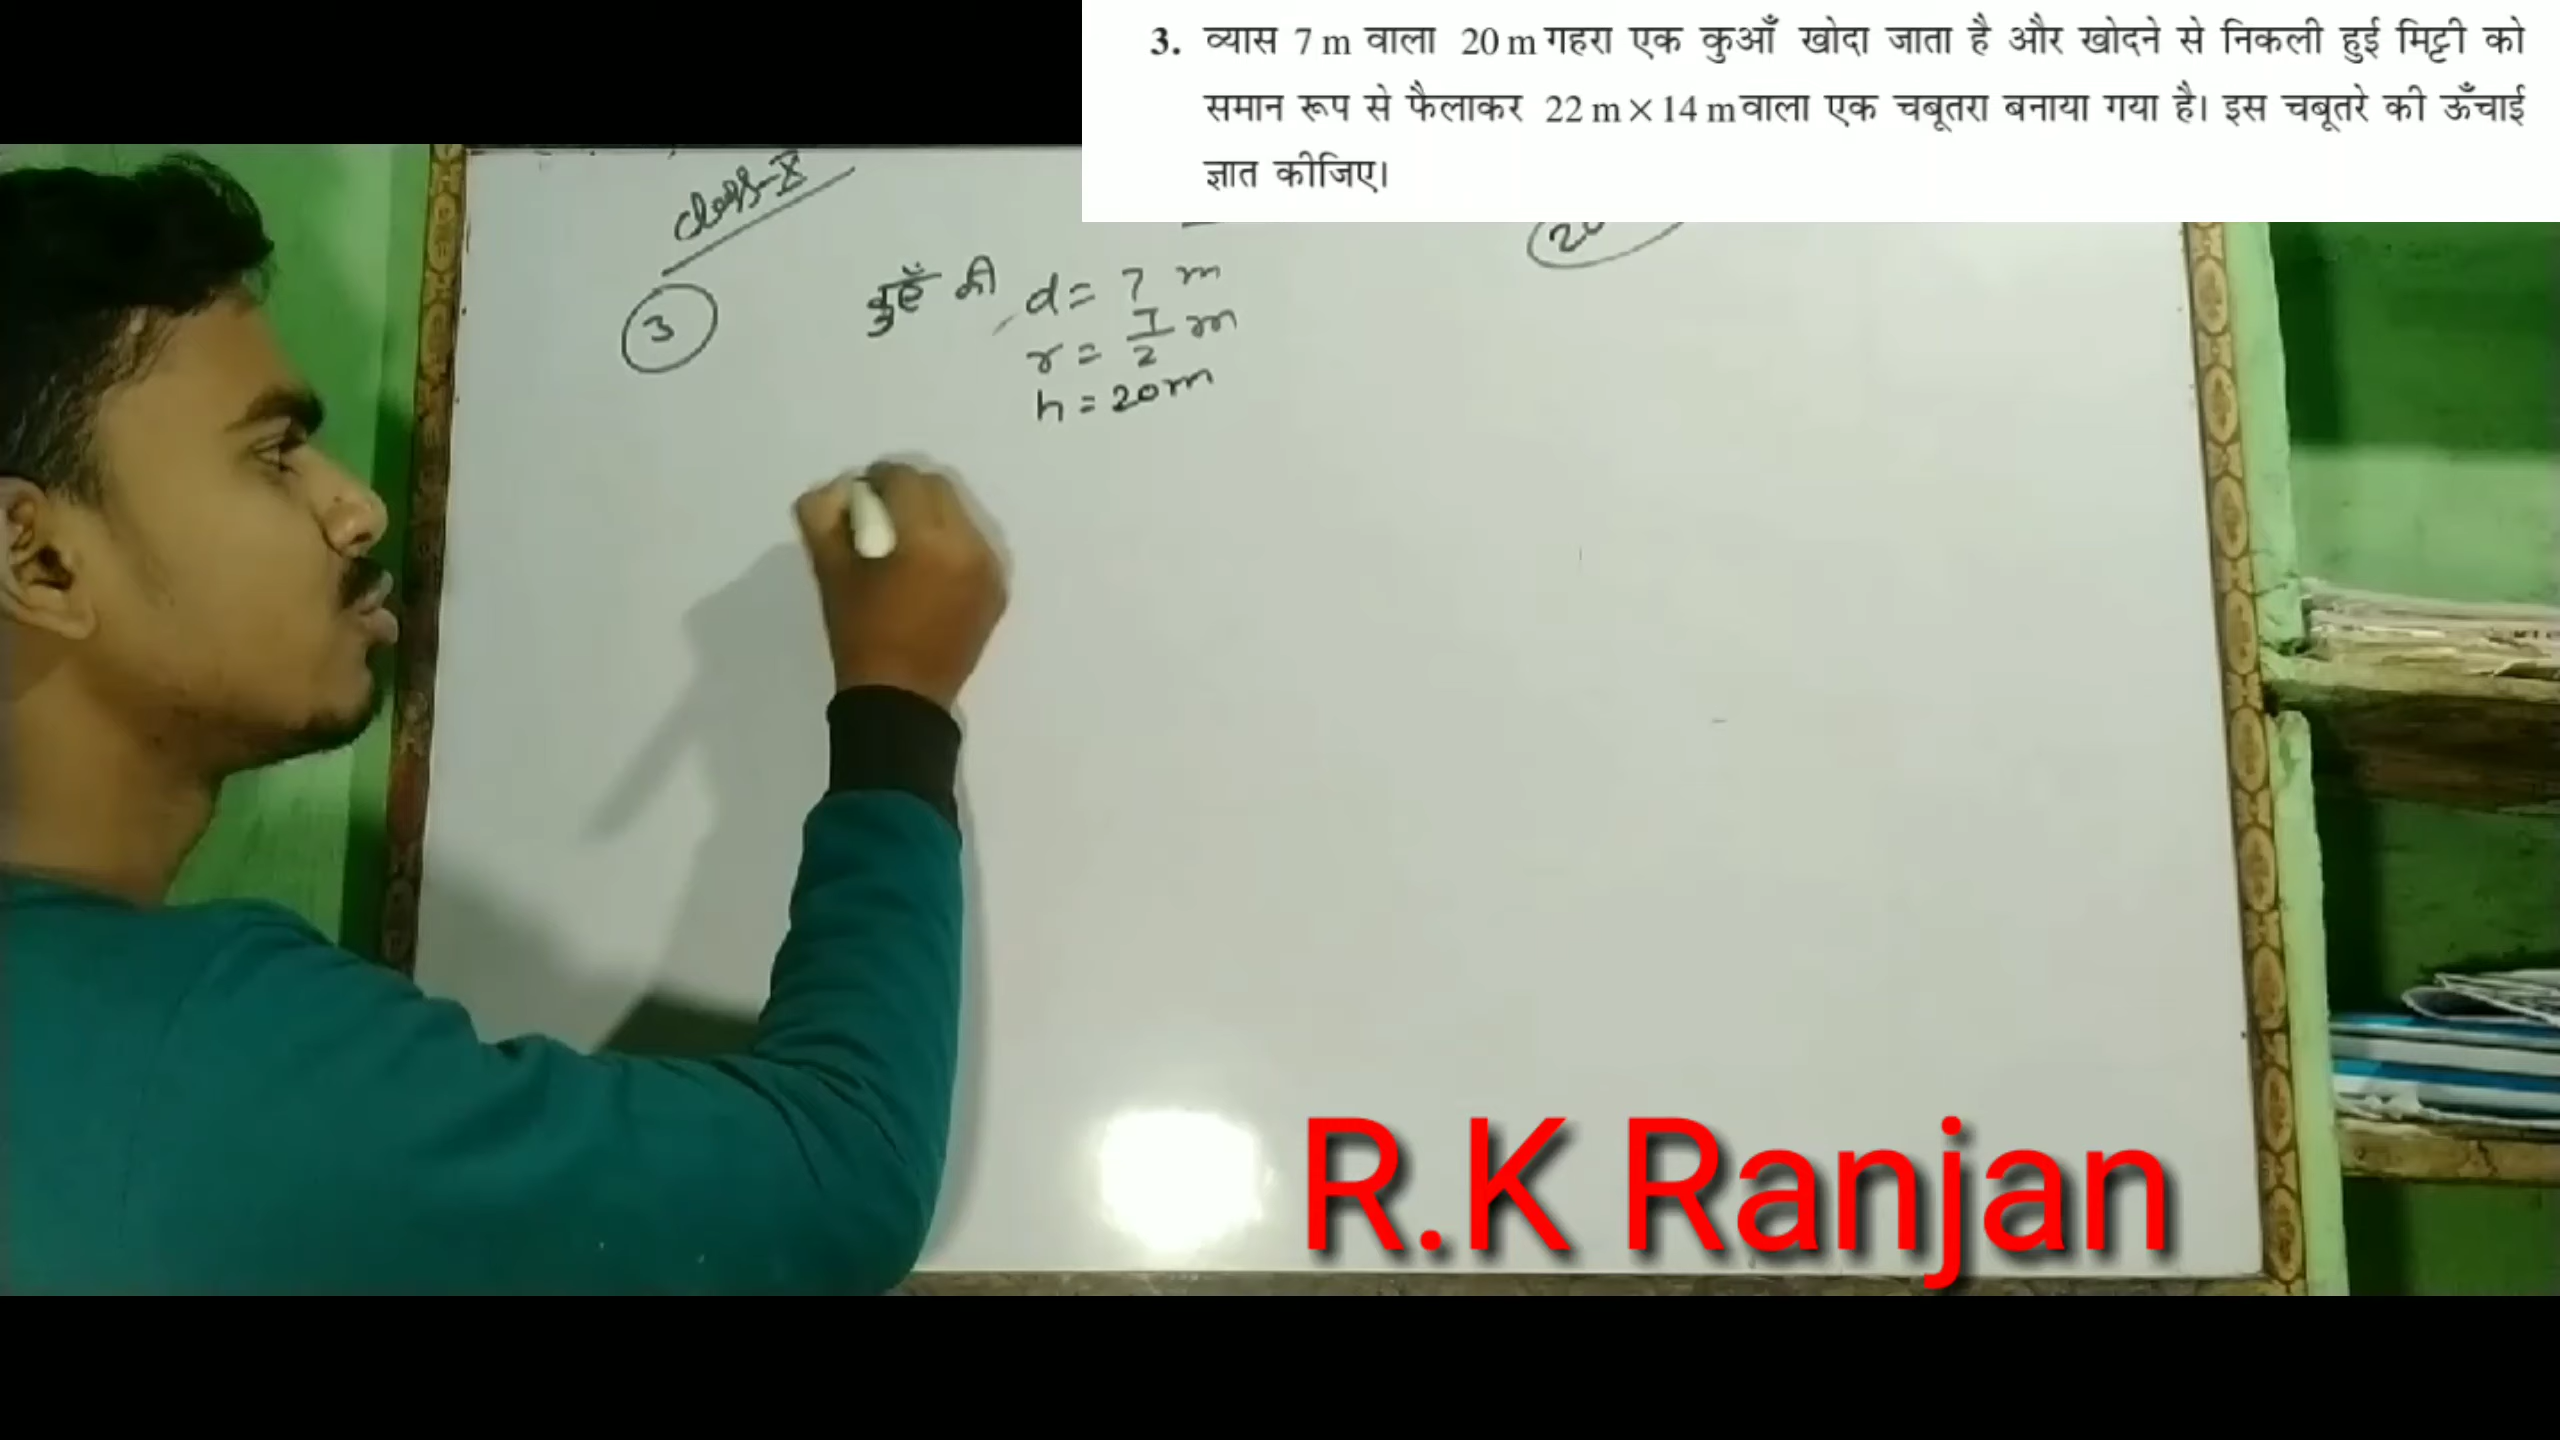 3. व्यास 7 m वाला 20 m गहरा एक कुआँ खोदा जाता है और खोदने से निकली हुई मिट्टी को
समान रूप से फैलाकर 22 m × 14 m वाला एक चबूतरा बनाया गया है। इस चबूतरे की ऊँचाई
ज्ञात कीजिए।
class-X
3
की d = 7 m
r = 7/2 m
h = 20m
R.K Ranjan